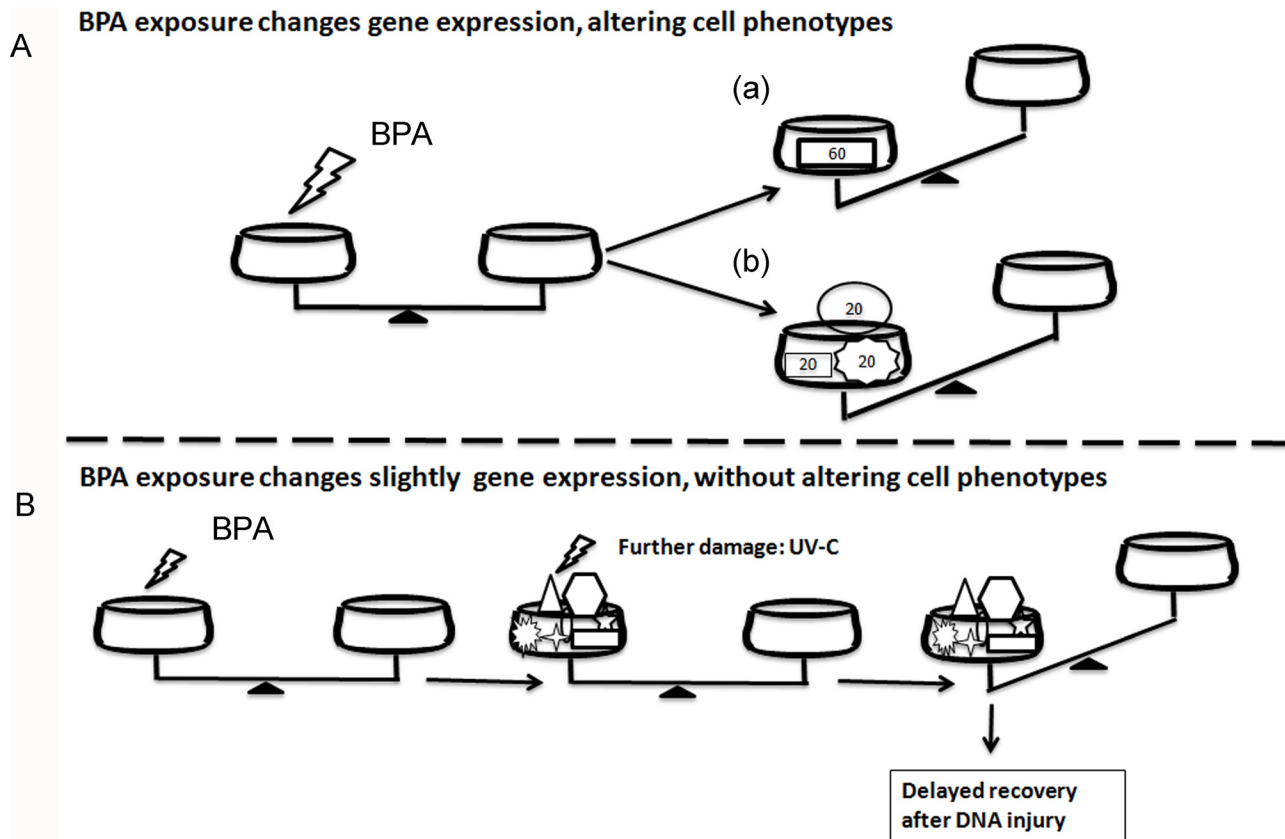 A
BPA exposure changes gene expression, altering cell phenotypes
(a)
BPA
60
(b)
20
20
20
BPA exposure changes slightly gene expression, without altering cell phenotypes
B
BPA
Further damage: UV-C
Delayed recovery
after DNA injury